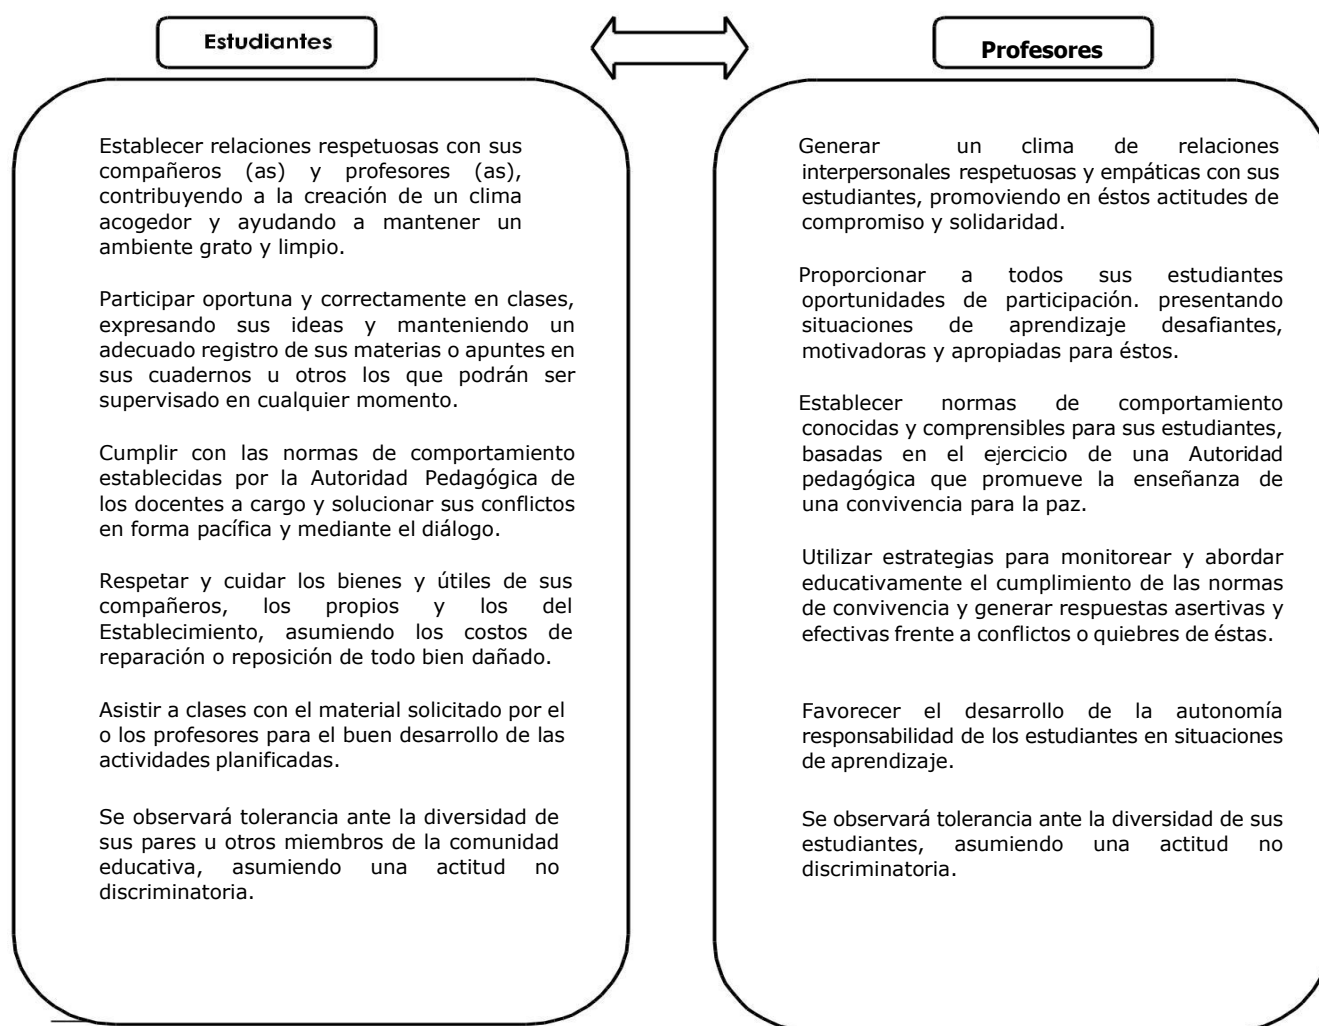 Estudiantes
Establecer relaciones respetuosas con sus
compañeros (as) y profesores (as),
contribuyendo a la creación de un clima
acogedor y ayudando a mantener un
ambiente grato y limpio.
Participar oportuna y correctamente en clases,
expresando sus ideas y manteniendo un
adecuado registro de sus materias o apuntes en
sus cuadernos u otros los que podrán ser
supervisado en cualquier momento.
Cumplir con las normas de comportamiento
establecidas por la Autoridad Pedagógica de
los docentes a cargo y solucionar sus conflictos
en forma pacífica y mediante el diálogo.
Respetar y cuidar los bienes y útiles de sus
compañeros, los propios y los del
Establecimiento, asumiendo los costos de
reparación o reposición de todo bien dañado.
Asistir a clases con el material solicitado por el
o los profesores para el buen desarrollo de las
actividades planificadas.
Se observará tolerancia ante la diversidad de
sus pares u otros miembros de la comunidad
educativa, asumiendo una actitud no
discriminatoria.
Profesores
Generar un clima de relaciones
interpersonales respetuosas y empáticas con sus
estudiantes, promoviendo en éstos actitudes de
compromiso y solidaridad.
Proporcionar a todos sus estudiantes
oportunidades de participación. presentando
situaciones de aprendizaje desafiantes,
motivadoras y apropiadas para éstos.
Establecer normas de comportamiento
conocidas y comprensibles para sus estudiantes,
basadas en el ejercicio de una Autoridad
pedagógica que promueve la enseñanza de
una convivencia para la paz.
Utilizar estrategias para monitorear y abordar
educativamente el cumplimiento de las normas
de convivencia y generar respuestas asertivas y
efectivas frente a conflictos o quiebres de éstas.
Favorecer el desarrollo de la autonomía
responsabilidad de los estudiantes en situaciones
de aprendizaje.
Se observará tolerancia ante la diversidad de sus
estudiantes, asumiendo una actitud no
discriminatoria.